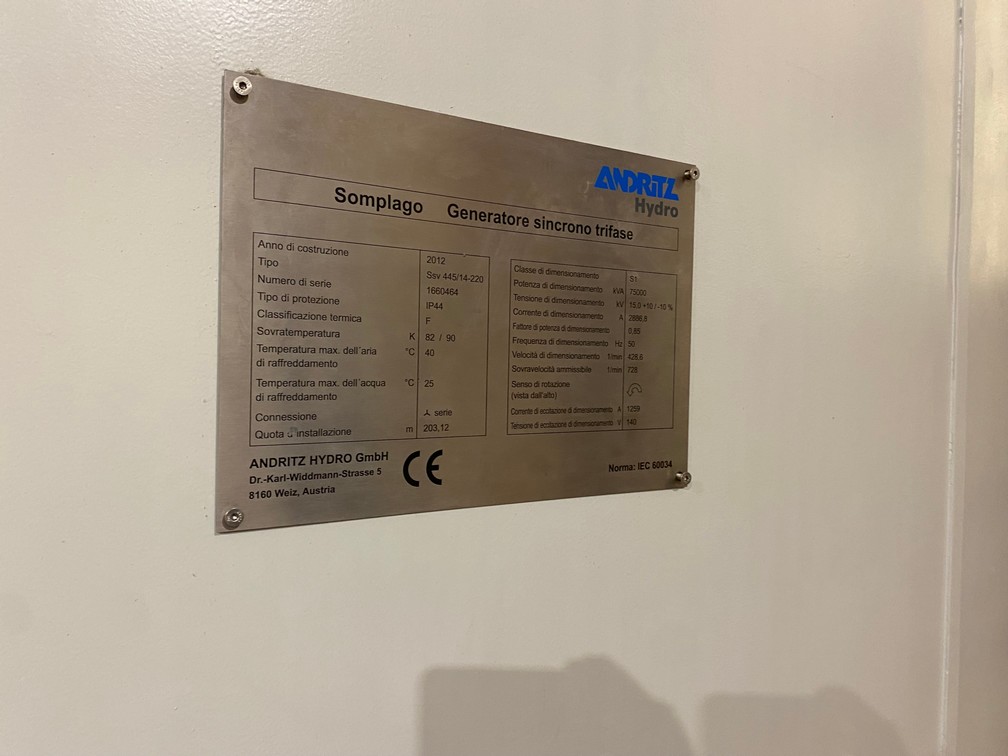 ANDRITZ
Hydro
Somplago Generatore sincrono trifase
Anno di costruzione 2012
Tipo Ssv 445/14-220
Numero di serie 1660464
Tipo di protezione IP44
Classificazione termica F
Sovratemperatura K 82 / 90
Temperatura max. dell'aria °C 40
di raffreddamento
Temperatura max. dell'acqua °C 25
di raffreddamento
Connessione serie
Quota d'installazione m 203,12
Classe di dimensionamento S1
Potenza di dimensionamento kVA 75000
Tensione di dimensionamento kV 15.0 +10 / -10 %
Corrente di dimensionamento A 2886.8
Fattore di potenza di dimensionamento 0,85
Frequenza di dimensionamento Hz 50
Velocità di dimensionamento 1/min 428,6
Sovravelocità ammissibile 1/min 728
Senso di rotazione
(vista dall'alto)
Corrente di eccitazione di dimensionamento A 1259
Tensione di eccitazione di dimensionamento V 140
ANDRITZ HYDRO GmbH
Dr.-Karl-Widdmann-Strasse 5
8160 Weiz, Austria
CE
Norma: IEC 60034